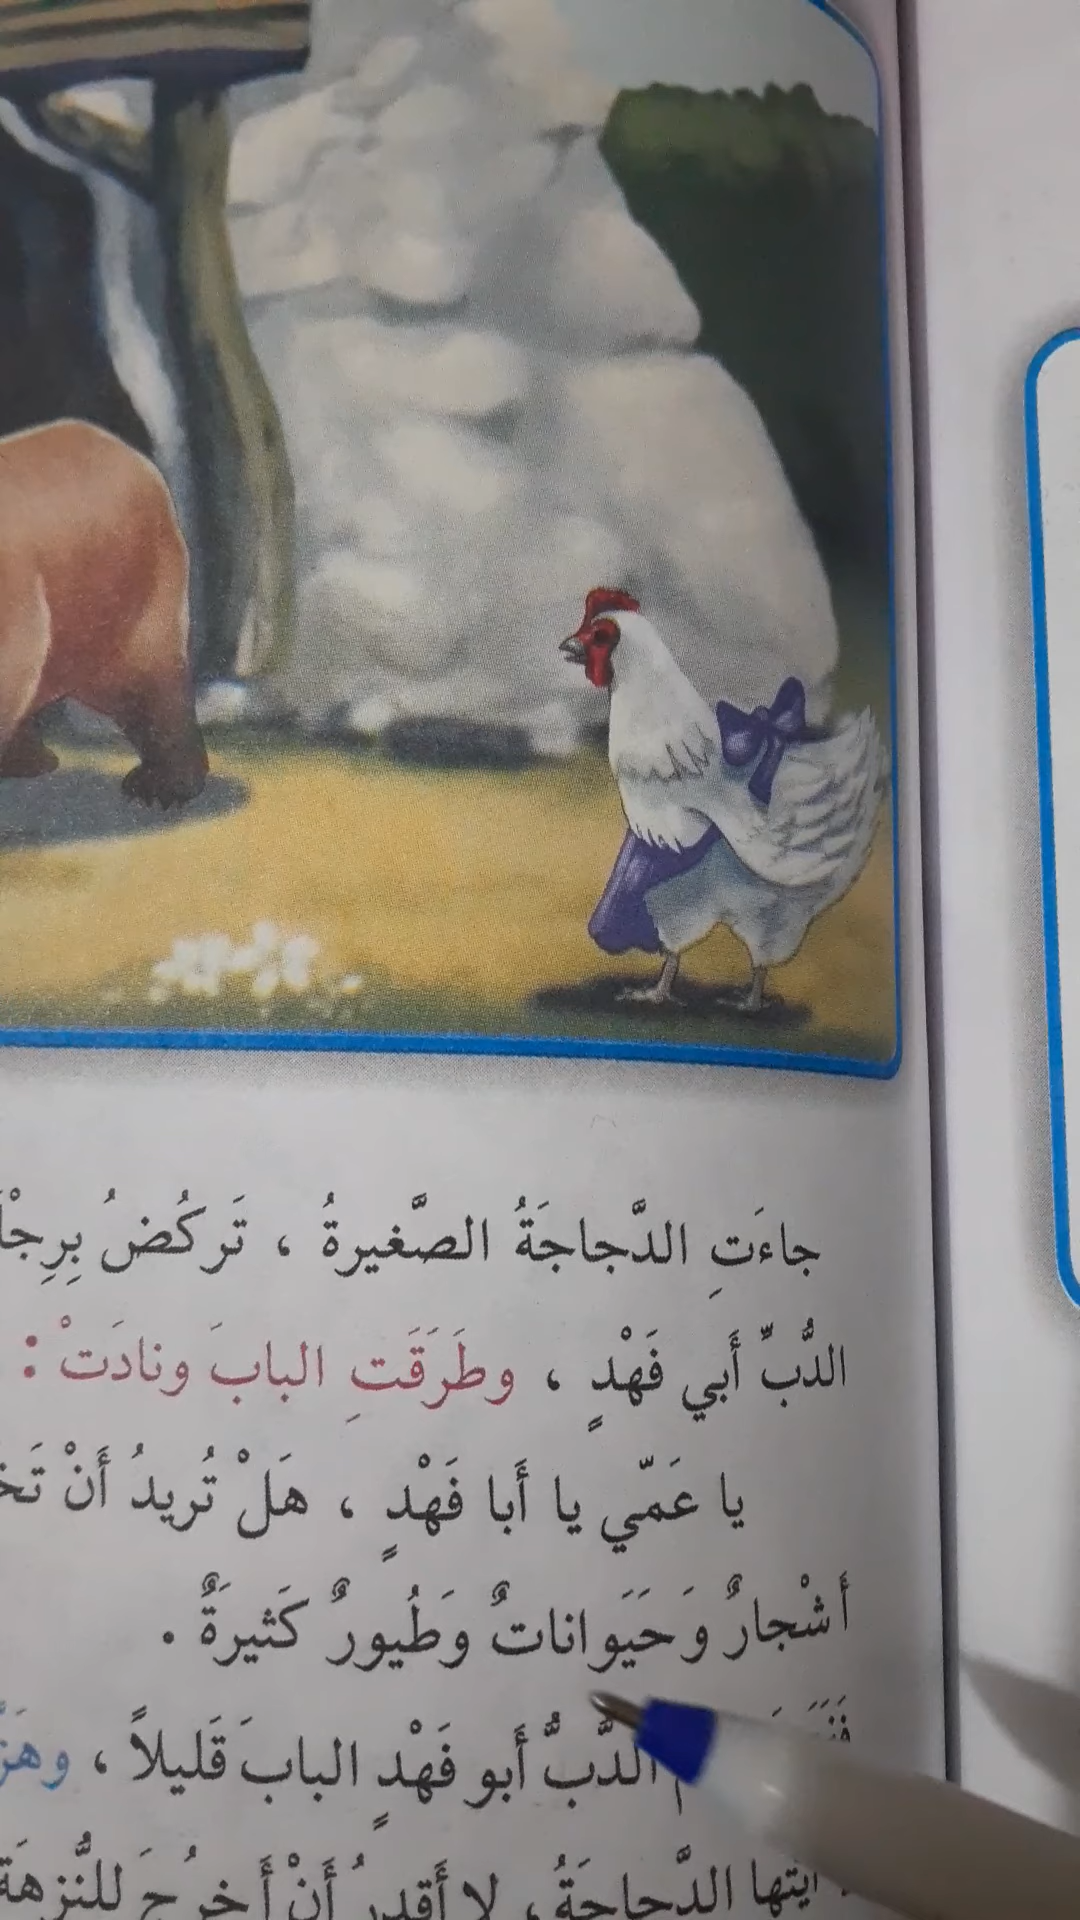 جاءَتِ الدَّجاجَةُ الصَّغيرةُ ، تَركُضُ
الدُّبِّ أَبي فَهْدٍ ، وطَرَقَتِ البابَ ونادَتْ :
يا عَمّي يا أَبا فَهْدٍ ، هَلْ تُريدُ أَنْ
أَشْجارٌ وَحَيَواناتٌ وَطُيورٌ كَثيرَةٌ .
الدُّبُّ أَبو فَهْدٍ البابَ قَليلاً ،
الدَّجاجَةُ ، لا أَقدِرُ أَنْ أَخرُجَ للنُّزهَة